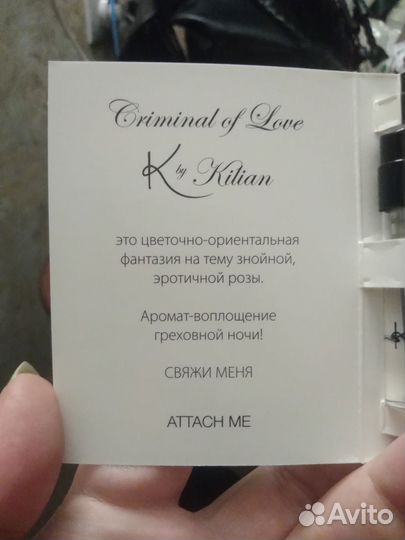 Criminal of Love
K by Kilian
это цветочно-ориентальная
фантазия на тему знойной,
эротичной розы.
Аромат-воплощение
греховной ночи!
СВЯЖИ МЕНЯ
ATTACH ME
Avito